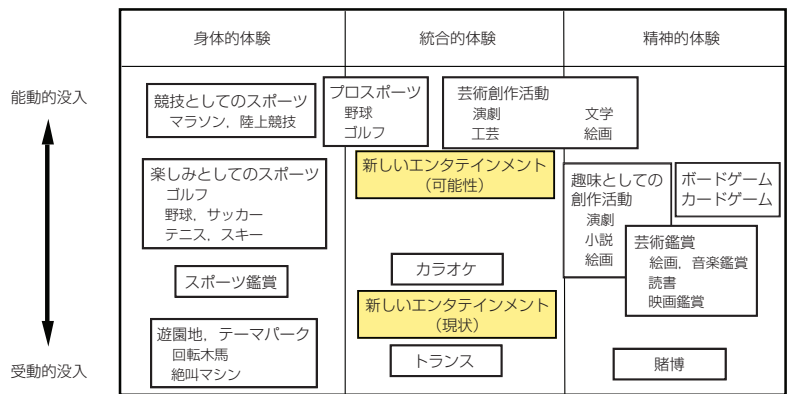 身体的体験
統合的体験
精神的体験
能動的没入
受動的没入
競技としてのスポーツ
マラソン，陸上競技
プロスポーツ
野球
ゴルフ
芸術創作活動
演劇 文学
工芸 絵画
楽しみとしてのスポーツ
ゴルフ
野球，サッカー
テニス，スキー
新しいエンタテインメント
（可能性）
趣味としての
創作活動
演劇
小説
絵画
ボードゲーム
カードゲーム
芸術鑑賞
絵画，音楽鑑賞
読書
映画鑑賞
スポーツ鑑賞
カラオケ
新しいエンタテインメント
（現状）
遊園地，テーマパーク
回転木馬
絶叫マシン
トランス
賭博